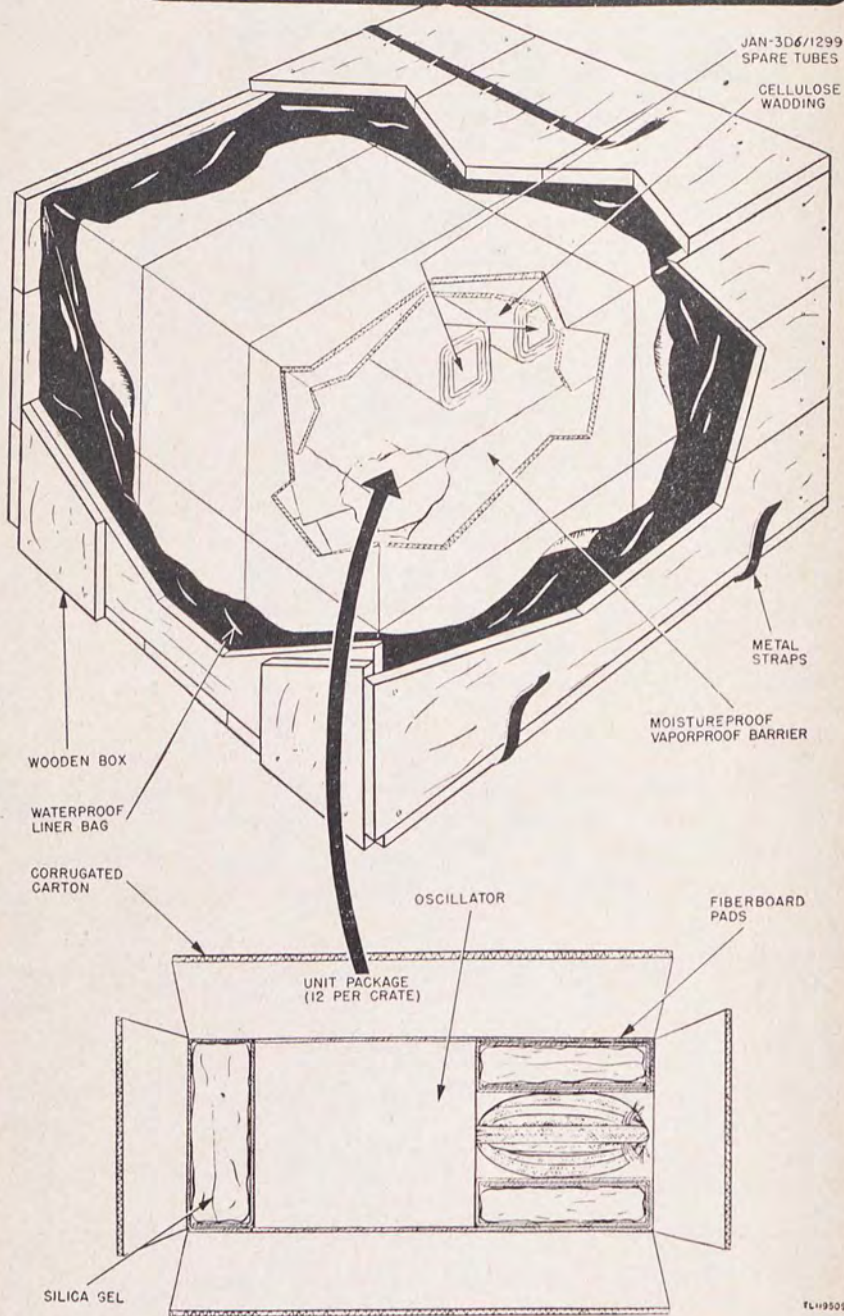 JAN-3D6/1299
SPARE TUBES
CELLULOSE
WADDING
METAL
STRAPS
MOISTUREPROOF
VAPORPROOF BARRIER
WOODEN BOX
WATERPROOF
LINER BAG
CORRUGATED
CARTON
OSCILLATOR
FIBERBOARD
PADS
UNIT PACKAGE
(12 PER CRATE)
SILICA GEL